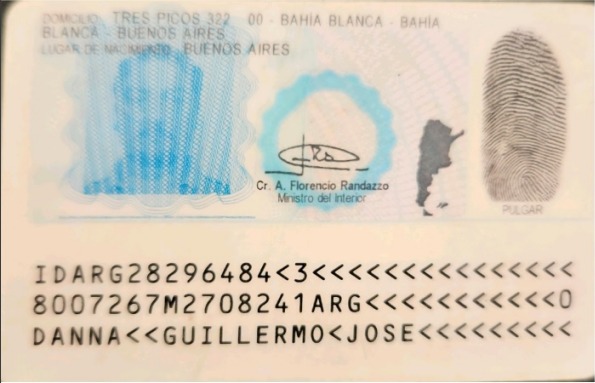 DOMICILIO: TRES PICOS 322 00 - BAHÍA BLANCA - BAHÍA
BLANCA - BUENOS AIRES
LUGAR DE NACIMIENTO: BUENOS AIRES
Cr. A. Florencio Randazzo
Ministro del Interior
PULGAR
IDARG28296484<3<<<<<<<<<<<<<<<
8007267M2708241ARG<<<<<<<<<<<0
DANNA<<GUILLERMO<JOSE<<<<<<<<<